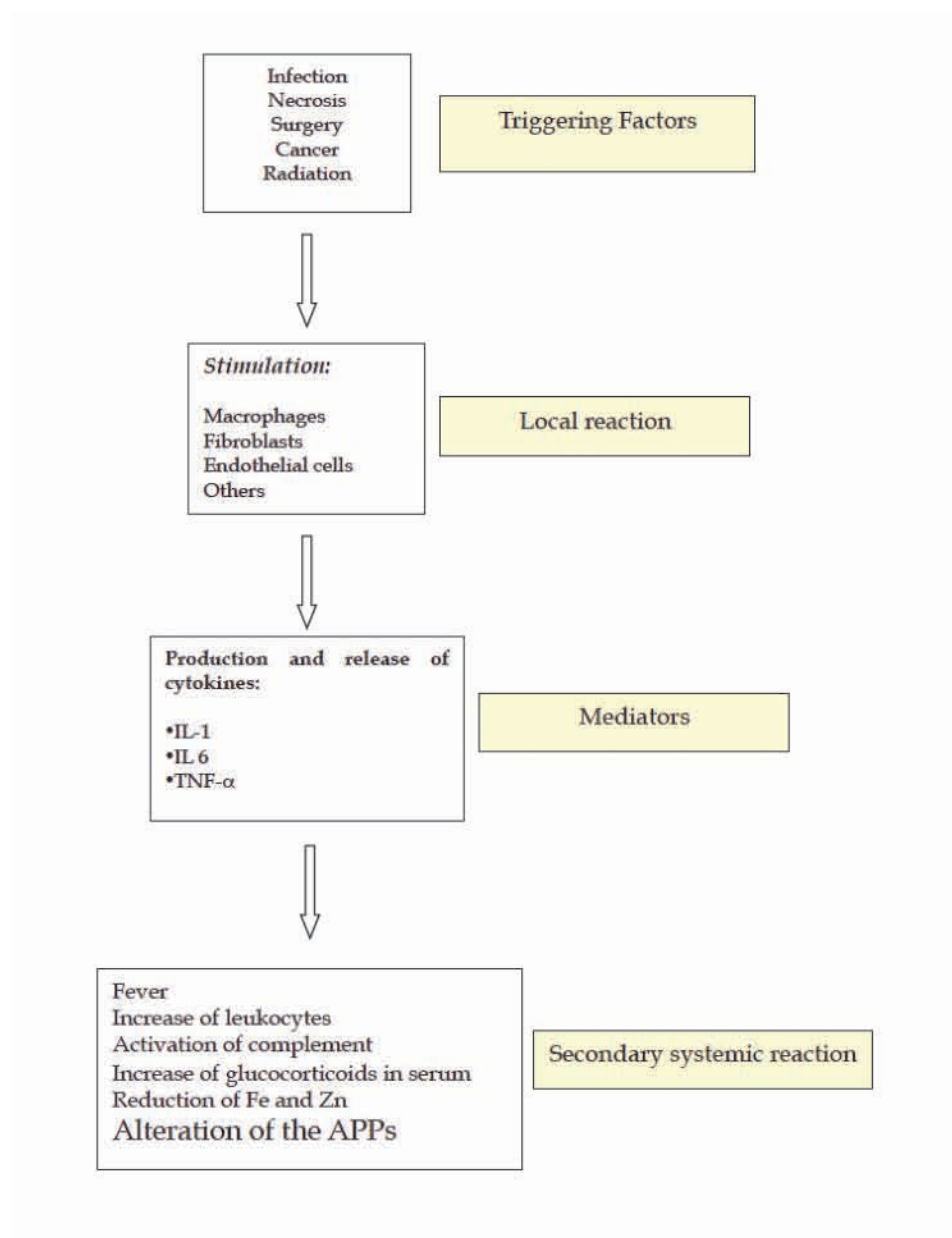 Infection
Necrosis
Surgery
Cancer
Radiation
Triggering Factors
Stimulation:
Macrophages
Fibroblasts
Endothelial cells
Others
Local reaction
Production and release of
cytokines:
•IL-1
•IL 6
•TNF-α
Mediators
Fever
Increase of leukocytes
Activation of complement
Increase of glucocorticoids in serum
Reduction of Fe and Zn
Alteration of the APPs
Secondary systemic reaction